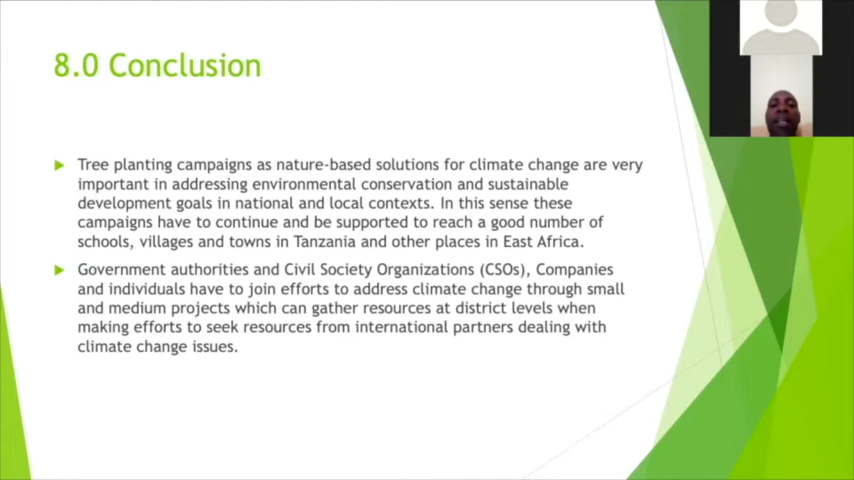 8.0 Conclusion
Tree planting campaigns as nature-based solutions for climate change are very
important in addressing environmental conservation and sustainable
development goals in national and local contexts. In this sense these
campaigns have to continue and be supported to reach a good number of
schools, villages and towns in Tanzania and other places in East Africa.
Government authorities and Civil Society Organizations (CSOs), Companies
and individuals have to join efforts to address climate change through small
and medium projects which can gather resources at district levels when
making efforts to seek resources from international partners dealing with
climate change issues.